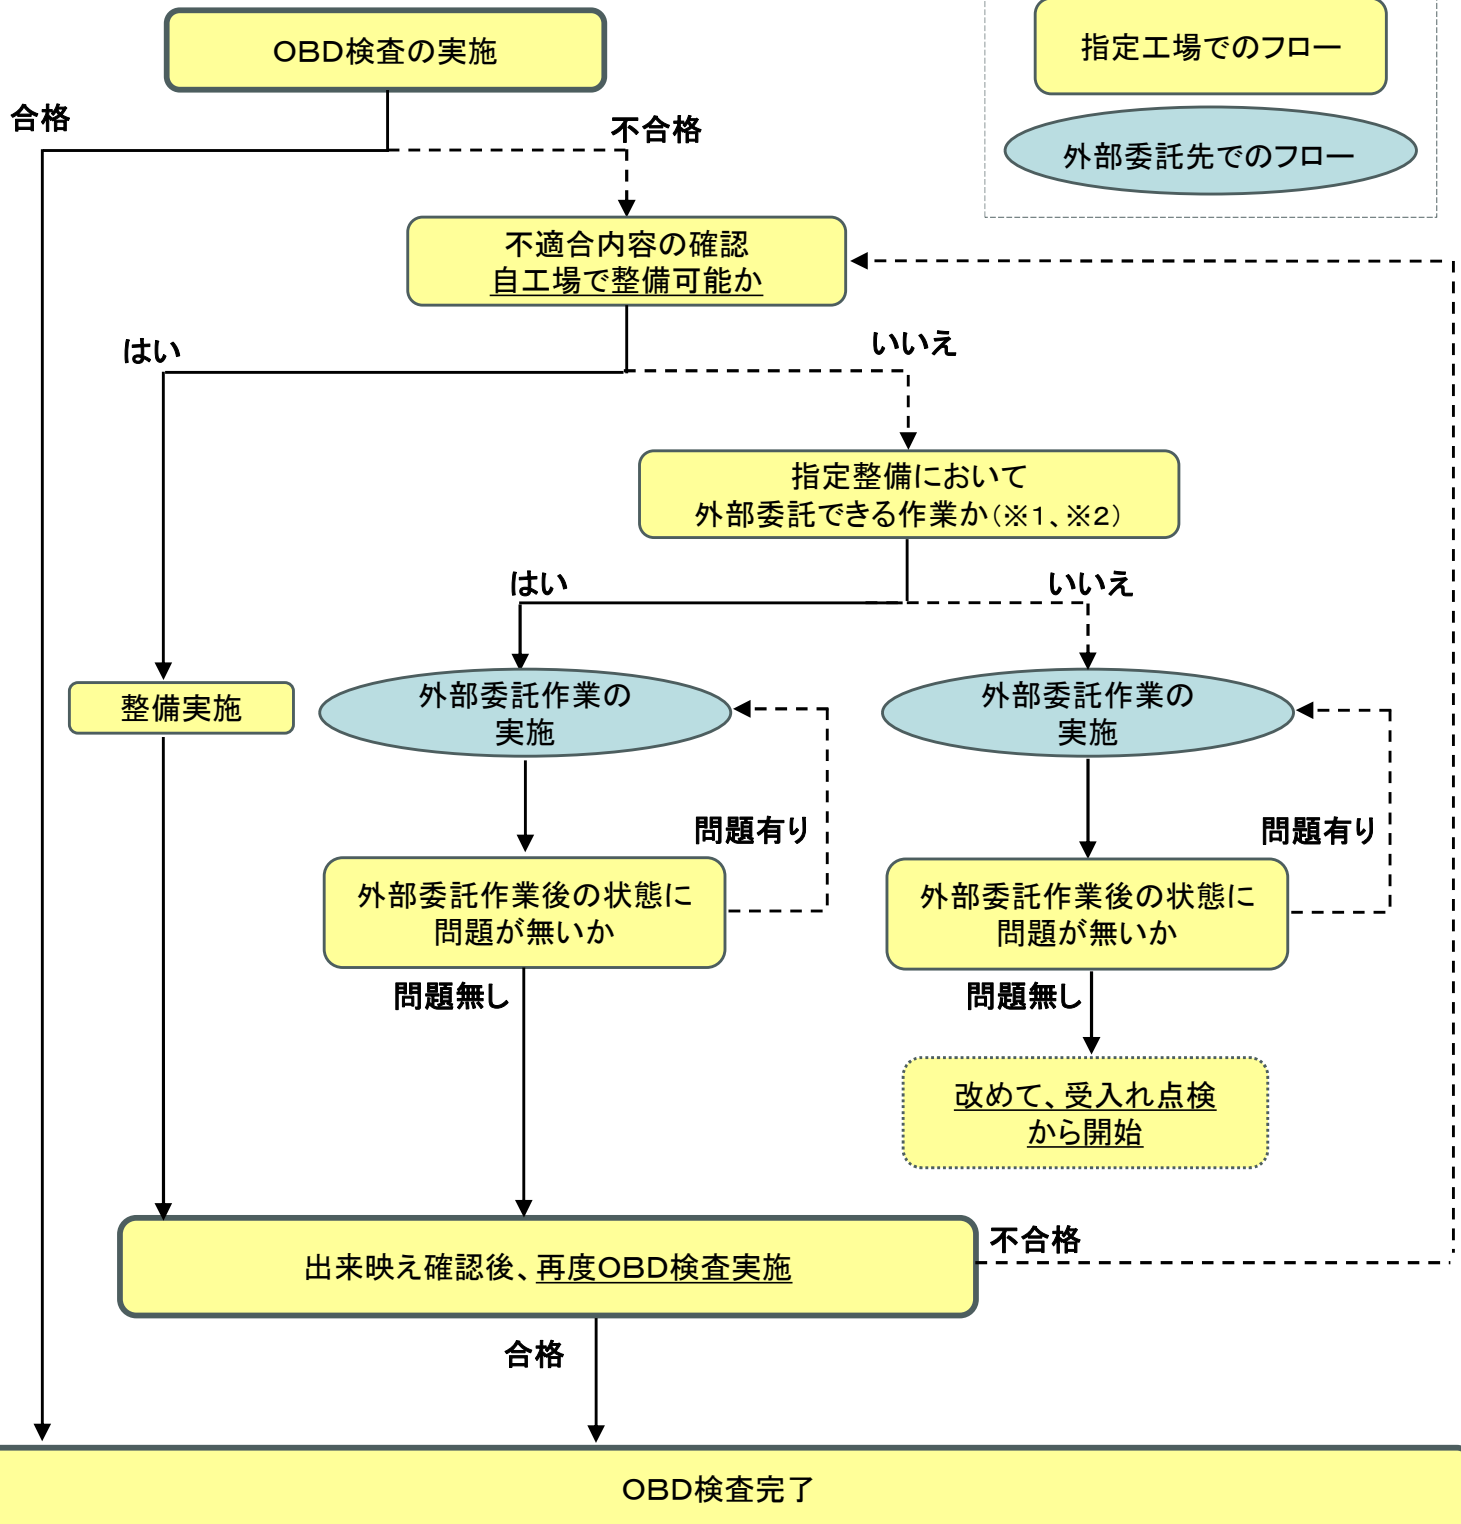 OBD検査の実施
指定工場でのフロー
外部委託先でのフロー
合格
不合格
不適合内容の確認
自工場で整備可能か
はい
いいえ
指定整備において
外部委託できる作業か(※1、※2)
はい
いいえ
整備実施
外部委託作業の
実施
外部委託作業の
実施
問題有り
問題有り
外部委託作業後の状態に
問題が無いか
外部委託作業後の状態に
問題が無いか
問題無し
問題無し
改めて、受入れ点検
から開始
出来映え確認後、再度OBD検査実施
不合格
合格
OBD検査完了